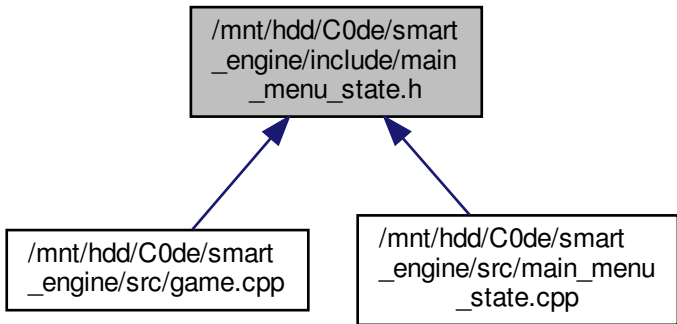 /mnt/hdd/C0de/smart
_engine/include/main
_menu_state.h
/mnt/hdd/C0de/smart
_engine/src/game.cpp
/mnt/hdd/C0de/smart
_engine/src/main_menu
_state.cpp